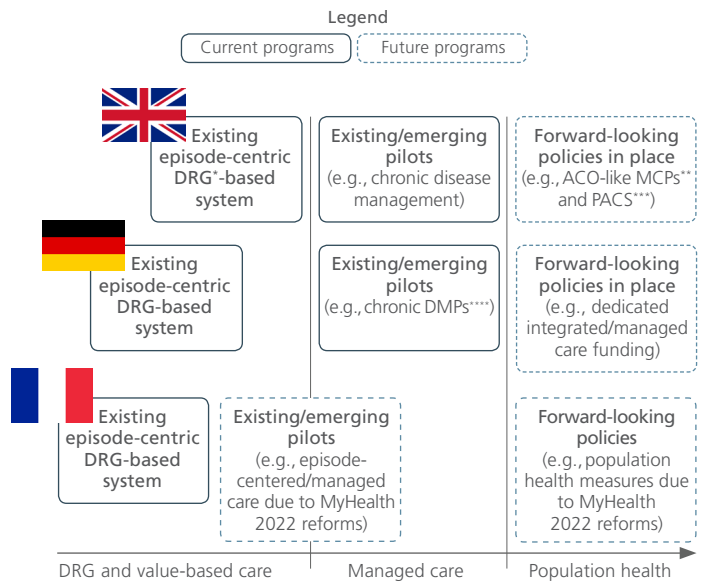 Legend
Current programs
Future programs
Existing
episode-centric
DRG*-based
system
Existing/emerging
pilots
(e.g., chronic disease
management)
Forward-looking
policies in place
(e.g., ACO-like MCPs**
and PACS***)
Existing
episode-centric
DRG-based
system
Existing/emerging
pilots
(e.g., chronic DMPs****)
Forward-looking
policies in place
(e.g., dedicated
integrated/managed
care funding)
Existing
episode-centric
DRG-based
system
Existing/emerging
pilots
(e.g., episode-
centered/managed
care due to MyHealth
2022 reforms)
Forward-looking
policies
(e.g., population
health measures due
to MyHealth
2022 reforms)
DRG and value-based care
Managed care
Population health